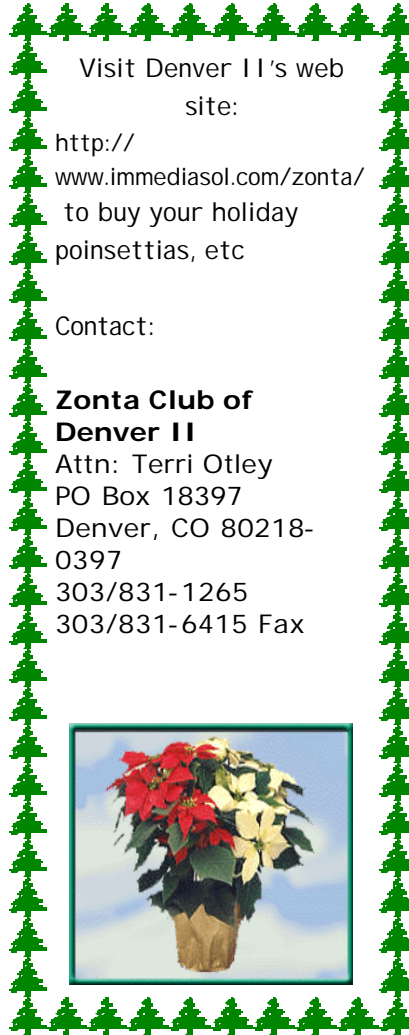 Visit Denver II's web
site:
http://
www.immediasol.com/zonta/
to buy your holiday
poinsettias, etc
Contact:
Zonta Club of
Denver II
Attn: Terri Otley
PO Box 18397
Denver, CO 80218-
0397
303/831-1265
303/831-6415 Fax